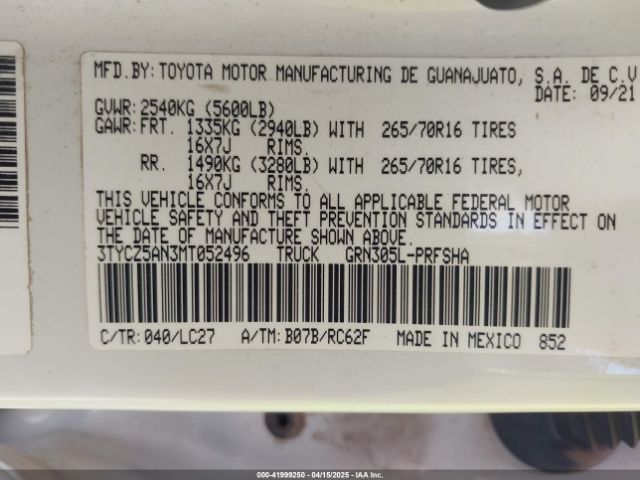 MFD.BY: TOYOTA MOTOR MANUFACTURING DE GUANAJUATO, S.A. DE C.V
DATE: 09/21
GVWR: 2540KG (5600LB)
GAWR: FRT. 1335KG (2940LB) WITH 265/70R16 TIRES
16X7J RIMS.
RR. 1490KG (3280LB) WITH 265/70R16 TIRES,
16X7J RIMS.
THIS VEHICLE CONFORMS TO ALL APPLICABLE FEDERAL MOTOR
VEHICLE SAFETY AND THEFT PREVENTION STANDARDS IN EFFECT ON
THE DATE OF MANUFACTURE SHOWN ABOVE.
3TYCZ5AN3MT052496 TRUCK GRN305L-PRFSHA
C/TR: 040/LC27 A/TM: B07B/RC62F MADE IN MEXICO 852
000-41999250 - 04/15/2025 - IAA Inc.